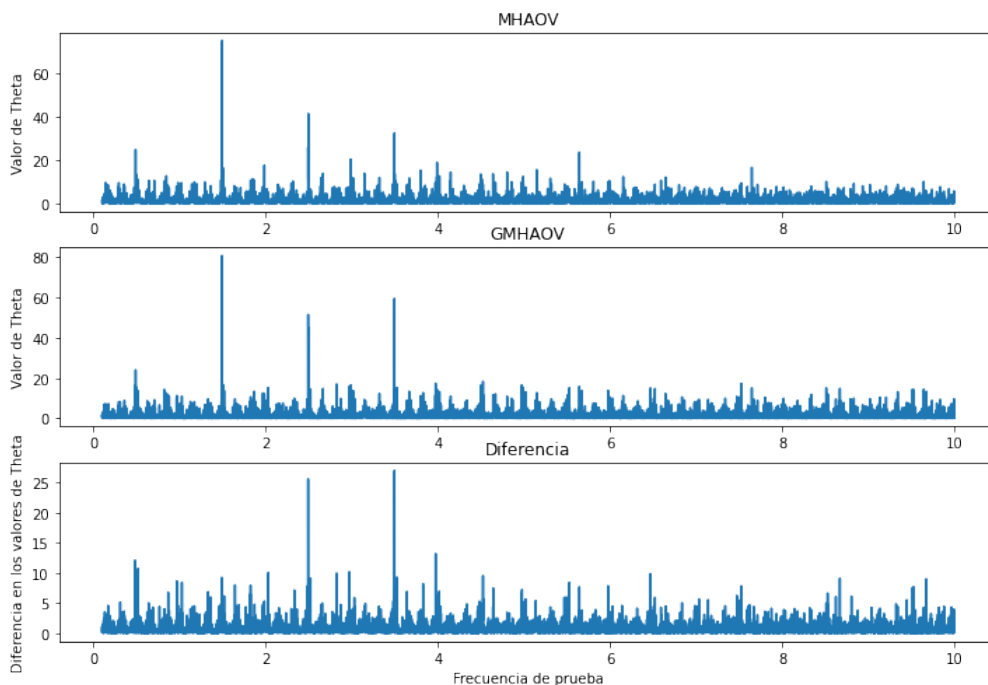 MHAOV
Valor de Theta
60
40
20
0
0 2 4 6 8 10
GMHAOV
Valor de Theta
80
60
40
20
0
0 2 4 6 8 10
Diferencia
Diferencia en los valores de Theta
25
20
15
10
5
0
0 2 4 6 8 10
Frecuencia de prueba